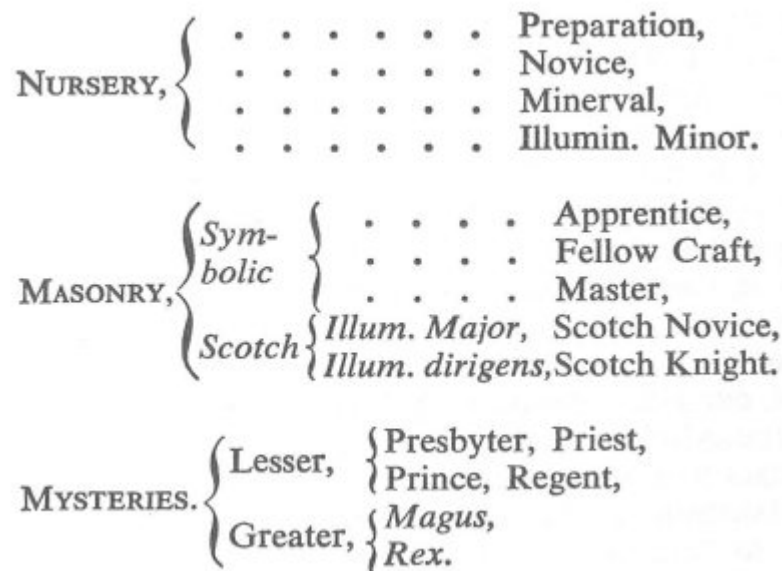 Preparation,
NURSERY, { . . . . . . Novice,
Minerval,
Illumin. Minor.
MASONRY, { Sym-
bolic { . . . . Apprentice,
Fellow Craft,
Master,
Scotch { Illum. Major, Scotch Novice,
Illum. dirigens, Scotch Knight.
MYSTERIES. { Lesser, { Presbyter, Priest,
Prince, Regent,
Greater, { Magus,
Rex.